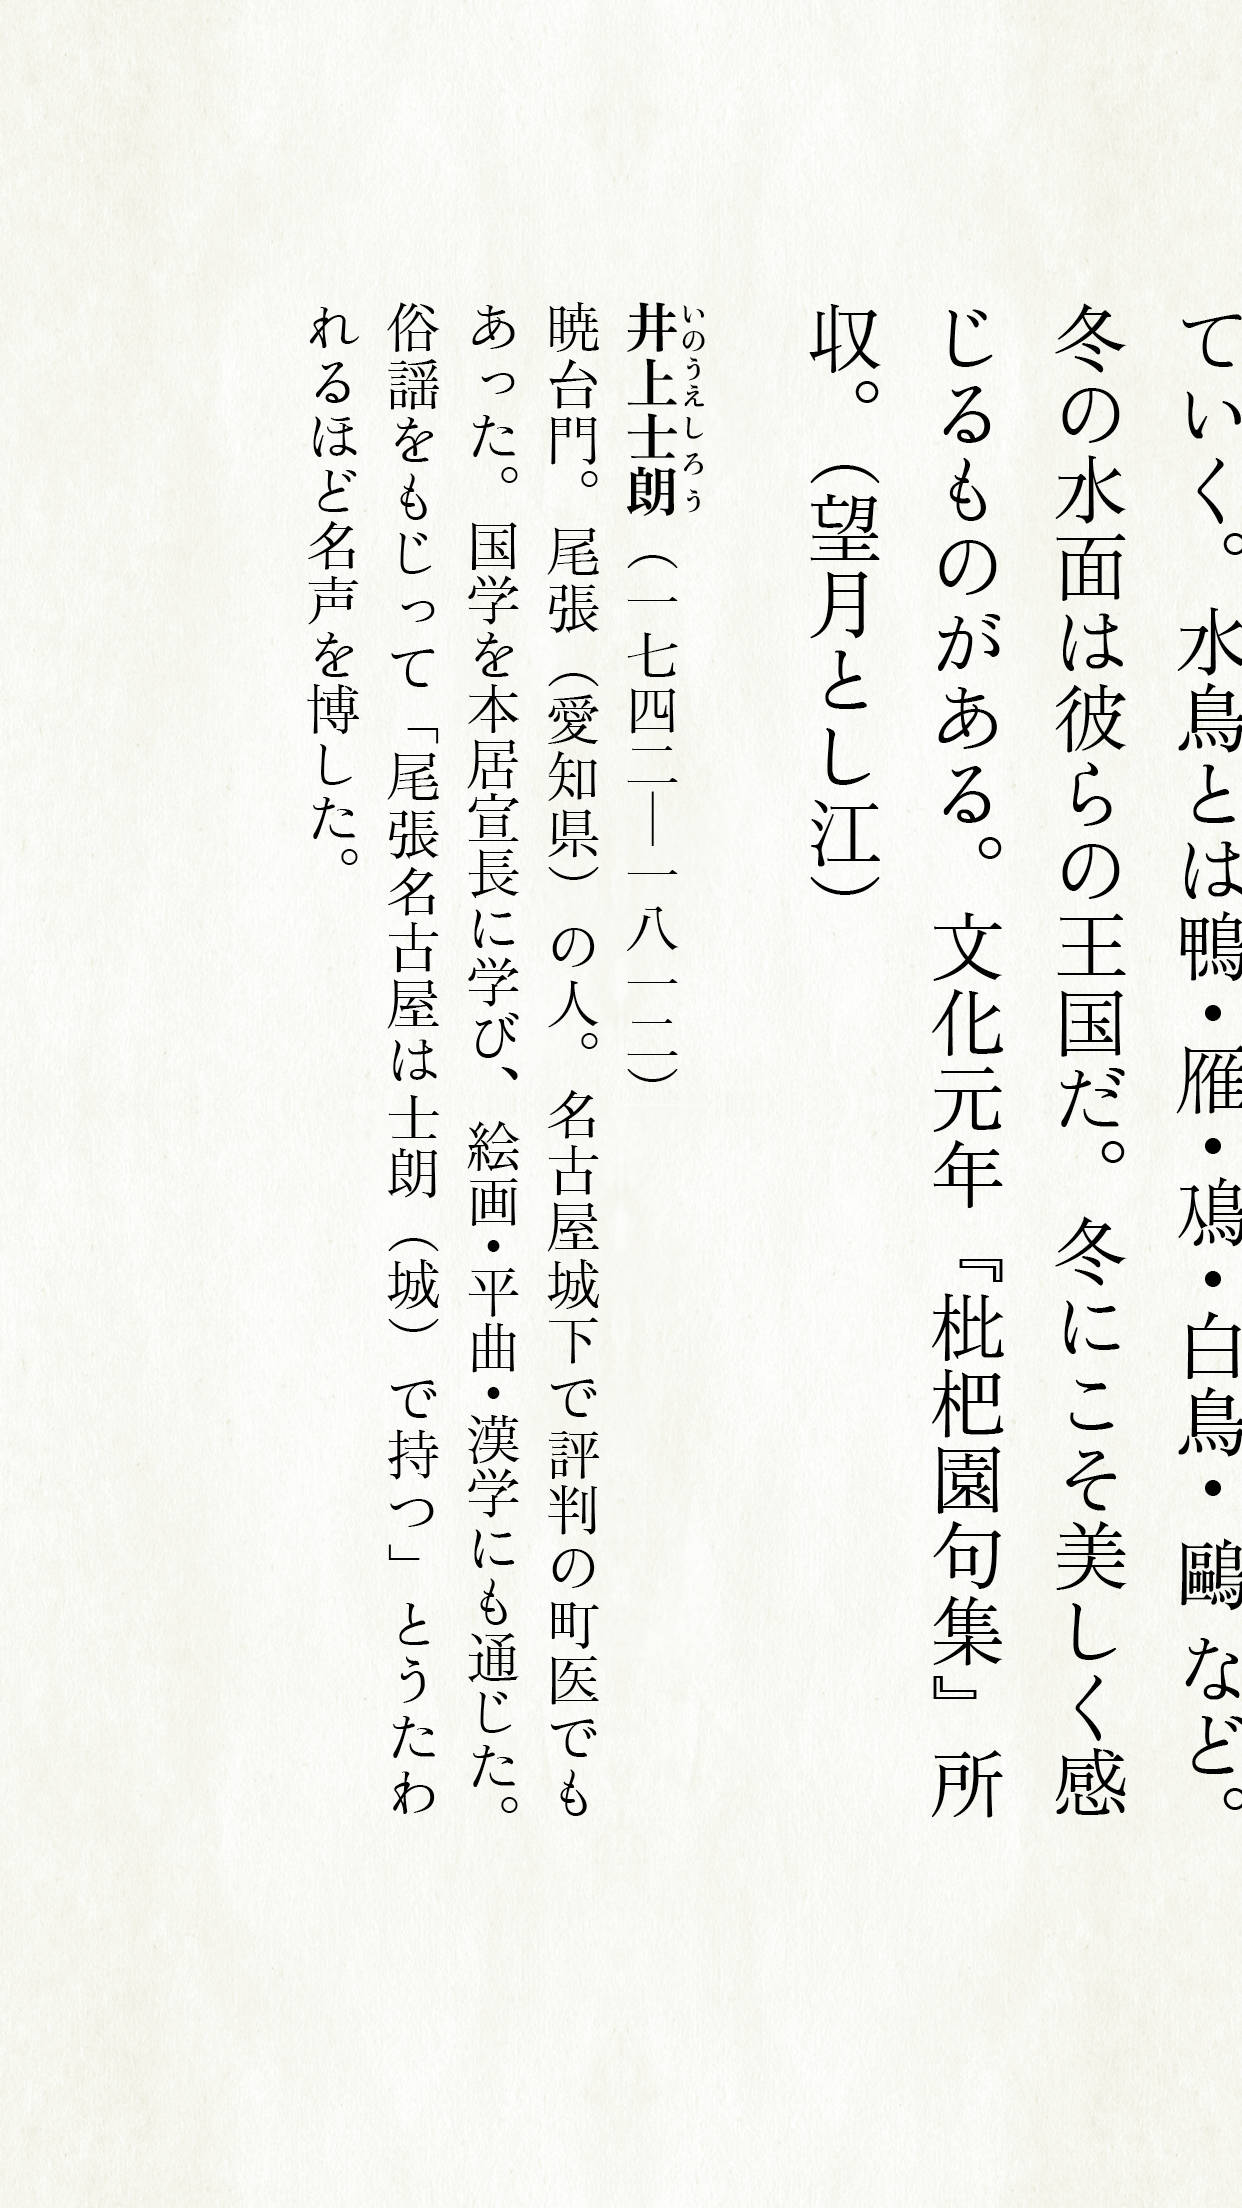 ていく。水鳥とは鴨・雁・鳰・白鳥・鷗など。
冬の水面は彼らの王国だ。冬にこそ美しく感
じるものがある。文化元年『枇杷園句集』所
収。（望月とし江）
井上士朗（一七四二―一八一二）
いのうえしろう
暁台門。尾張（愛知県）の人。名古屋城下で評判の町医でも
あった。国学を本居宣長に学び、絵画・平曲・漢学にも通じた。
俗謡をもじって「尾張名古屋は士朗（城）で持つ」とうたわ
れるほど名声を博した。